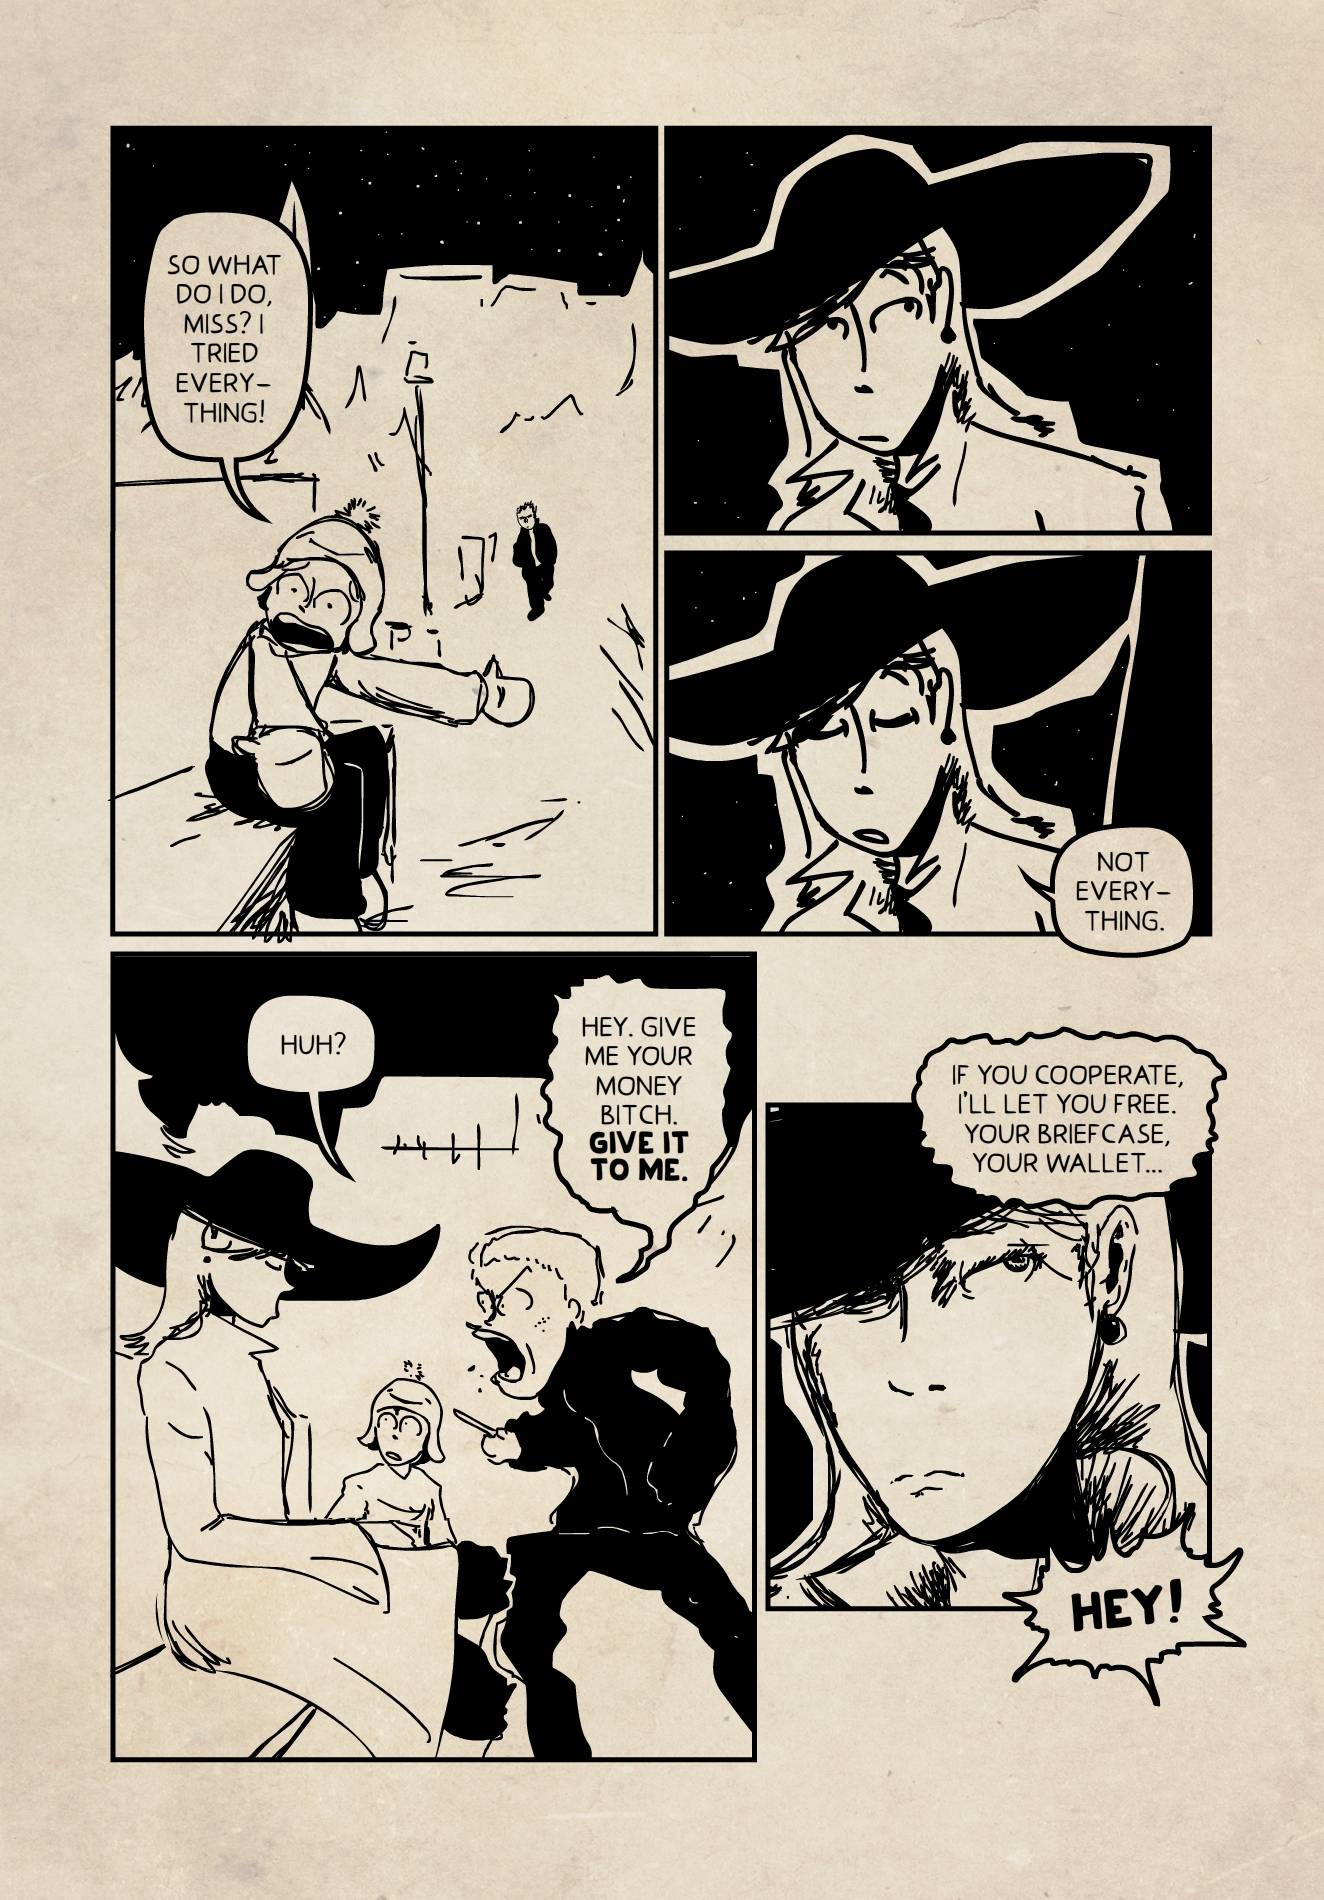 SO WHAT
DO I DO,
MISS? I
TRIED
EVERY–
THING!
NOT
EVERY–
THING.
HUH?
HEY. GIVE
ME YOUR
MONEY
BITCH.
GIVE IT
TO ME.
IF YOU COOPERATE,
I'LL LET YOU FREE.
YOUR BRIEFCASE,
YOUR WALLET...
HEY!